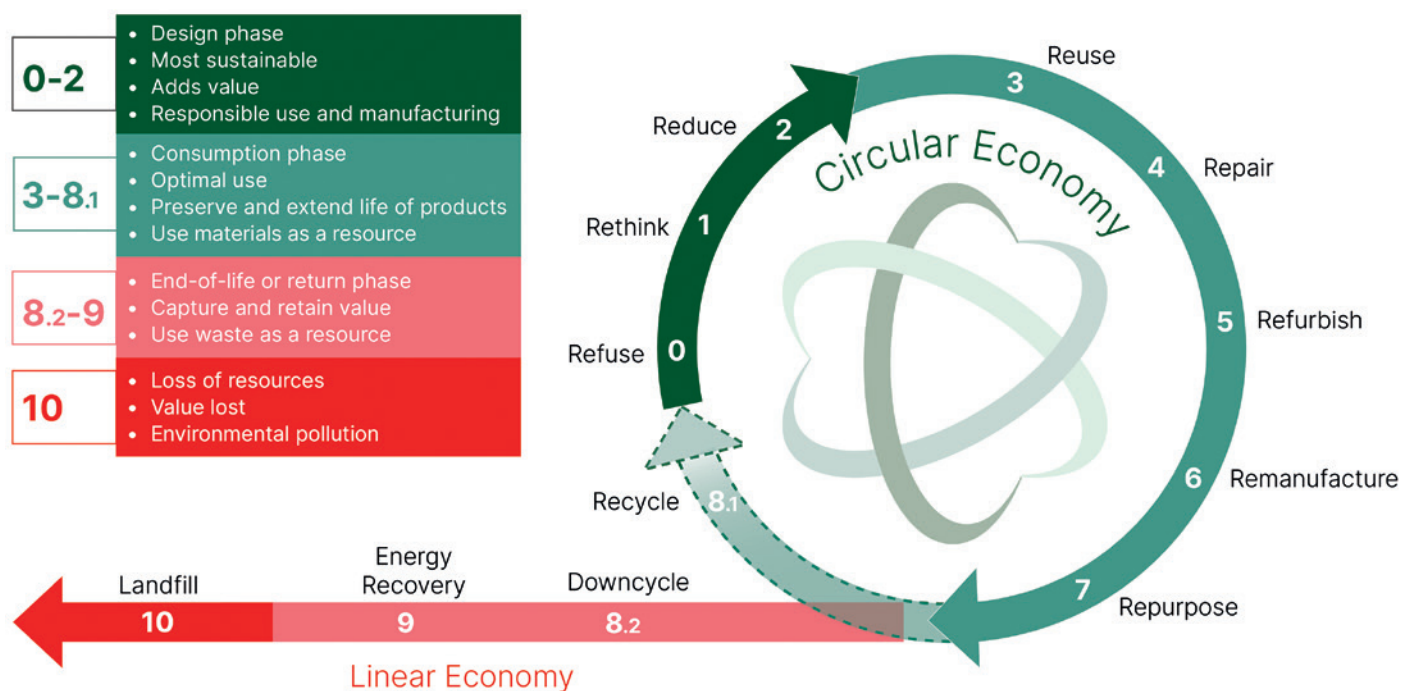 0-2
• Design phase
• Most sustainable
• Adds value
• Responsible use and manufacturing
3-8.1
• Consumption phase
• Optimal use
• Preserve and extend life of products
• Use materials as a resource
8.2-9
• End-of-life or return phase
• Capture and retain value
• Use waste as a resource
10
• Loss of resources
• Value lost
• Environmental pollution
Circular Economy
Refuse 0
Rethink 1
Reduce 2
3 Reuse
4 Repair
5 Refurbish
6 Remanufacture
7 Repurpose
Recycle 8.1
Downcycle
8.2
Energy
Recovery
9
Landfill
10
Linear Economy